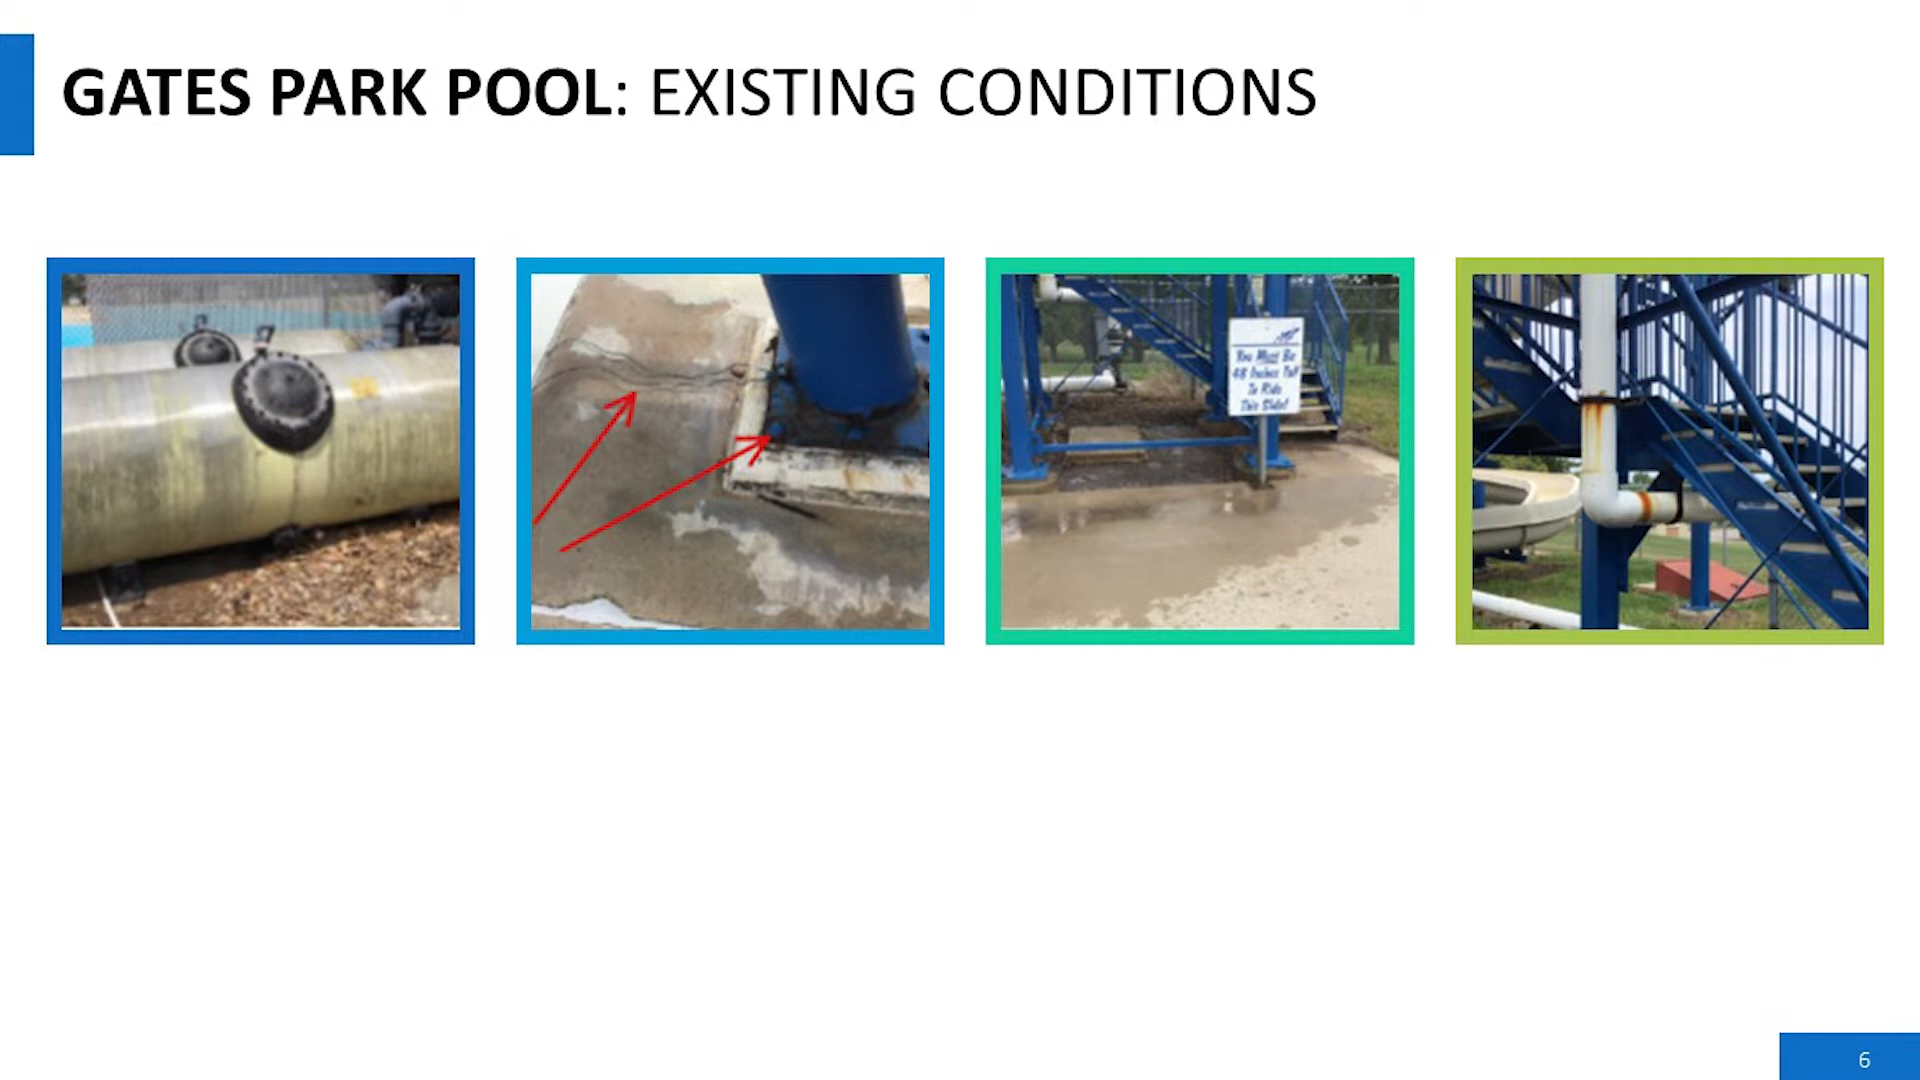 GATES PARK POOL: EXISTING CONDITIONS
You Must Be
48 Inches Tall
To Ride
This Slide!
6